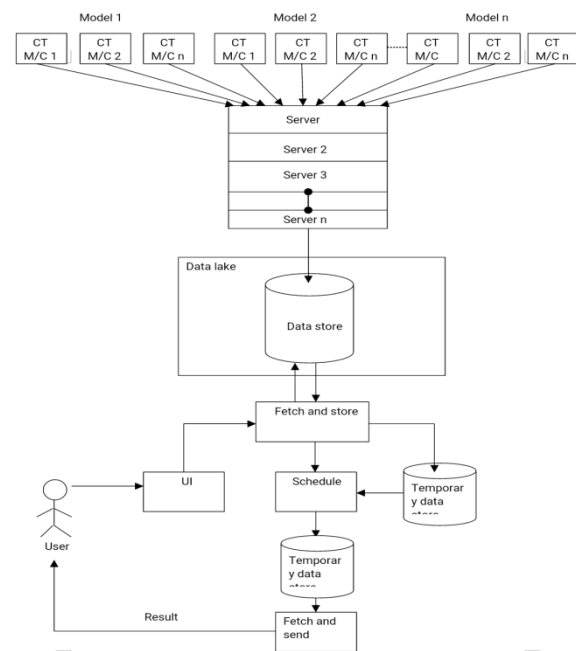 Model 1 Model 2 Model n
CT CT CT CT CT CT CT CT CT
M/C 1 M/C 2 M/C n M/C 1 M/C 2 M/C n M/C M/C 2 M/C n
Server
Server 2
Server 3
Server n
Data lake
Data store
Fetch and store
UI
Schedule
Temporar
y data
User
Temporar
y data
Result
Fetch and
send